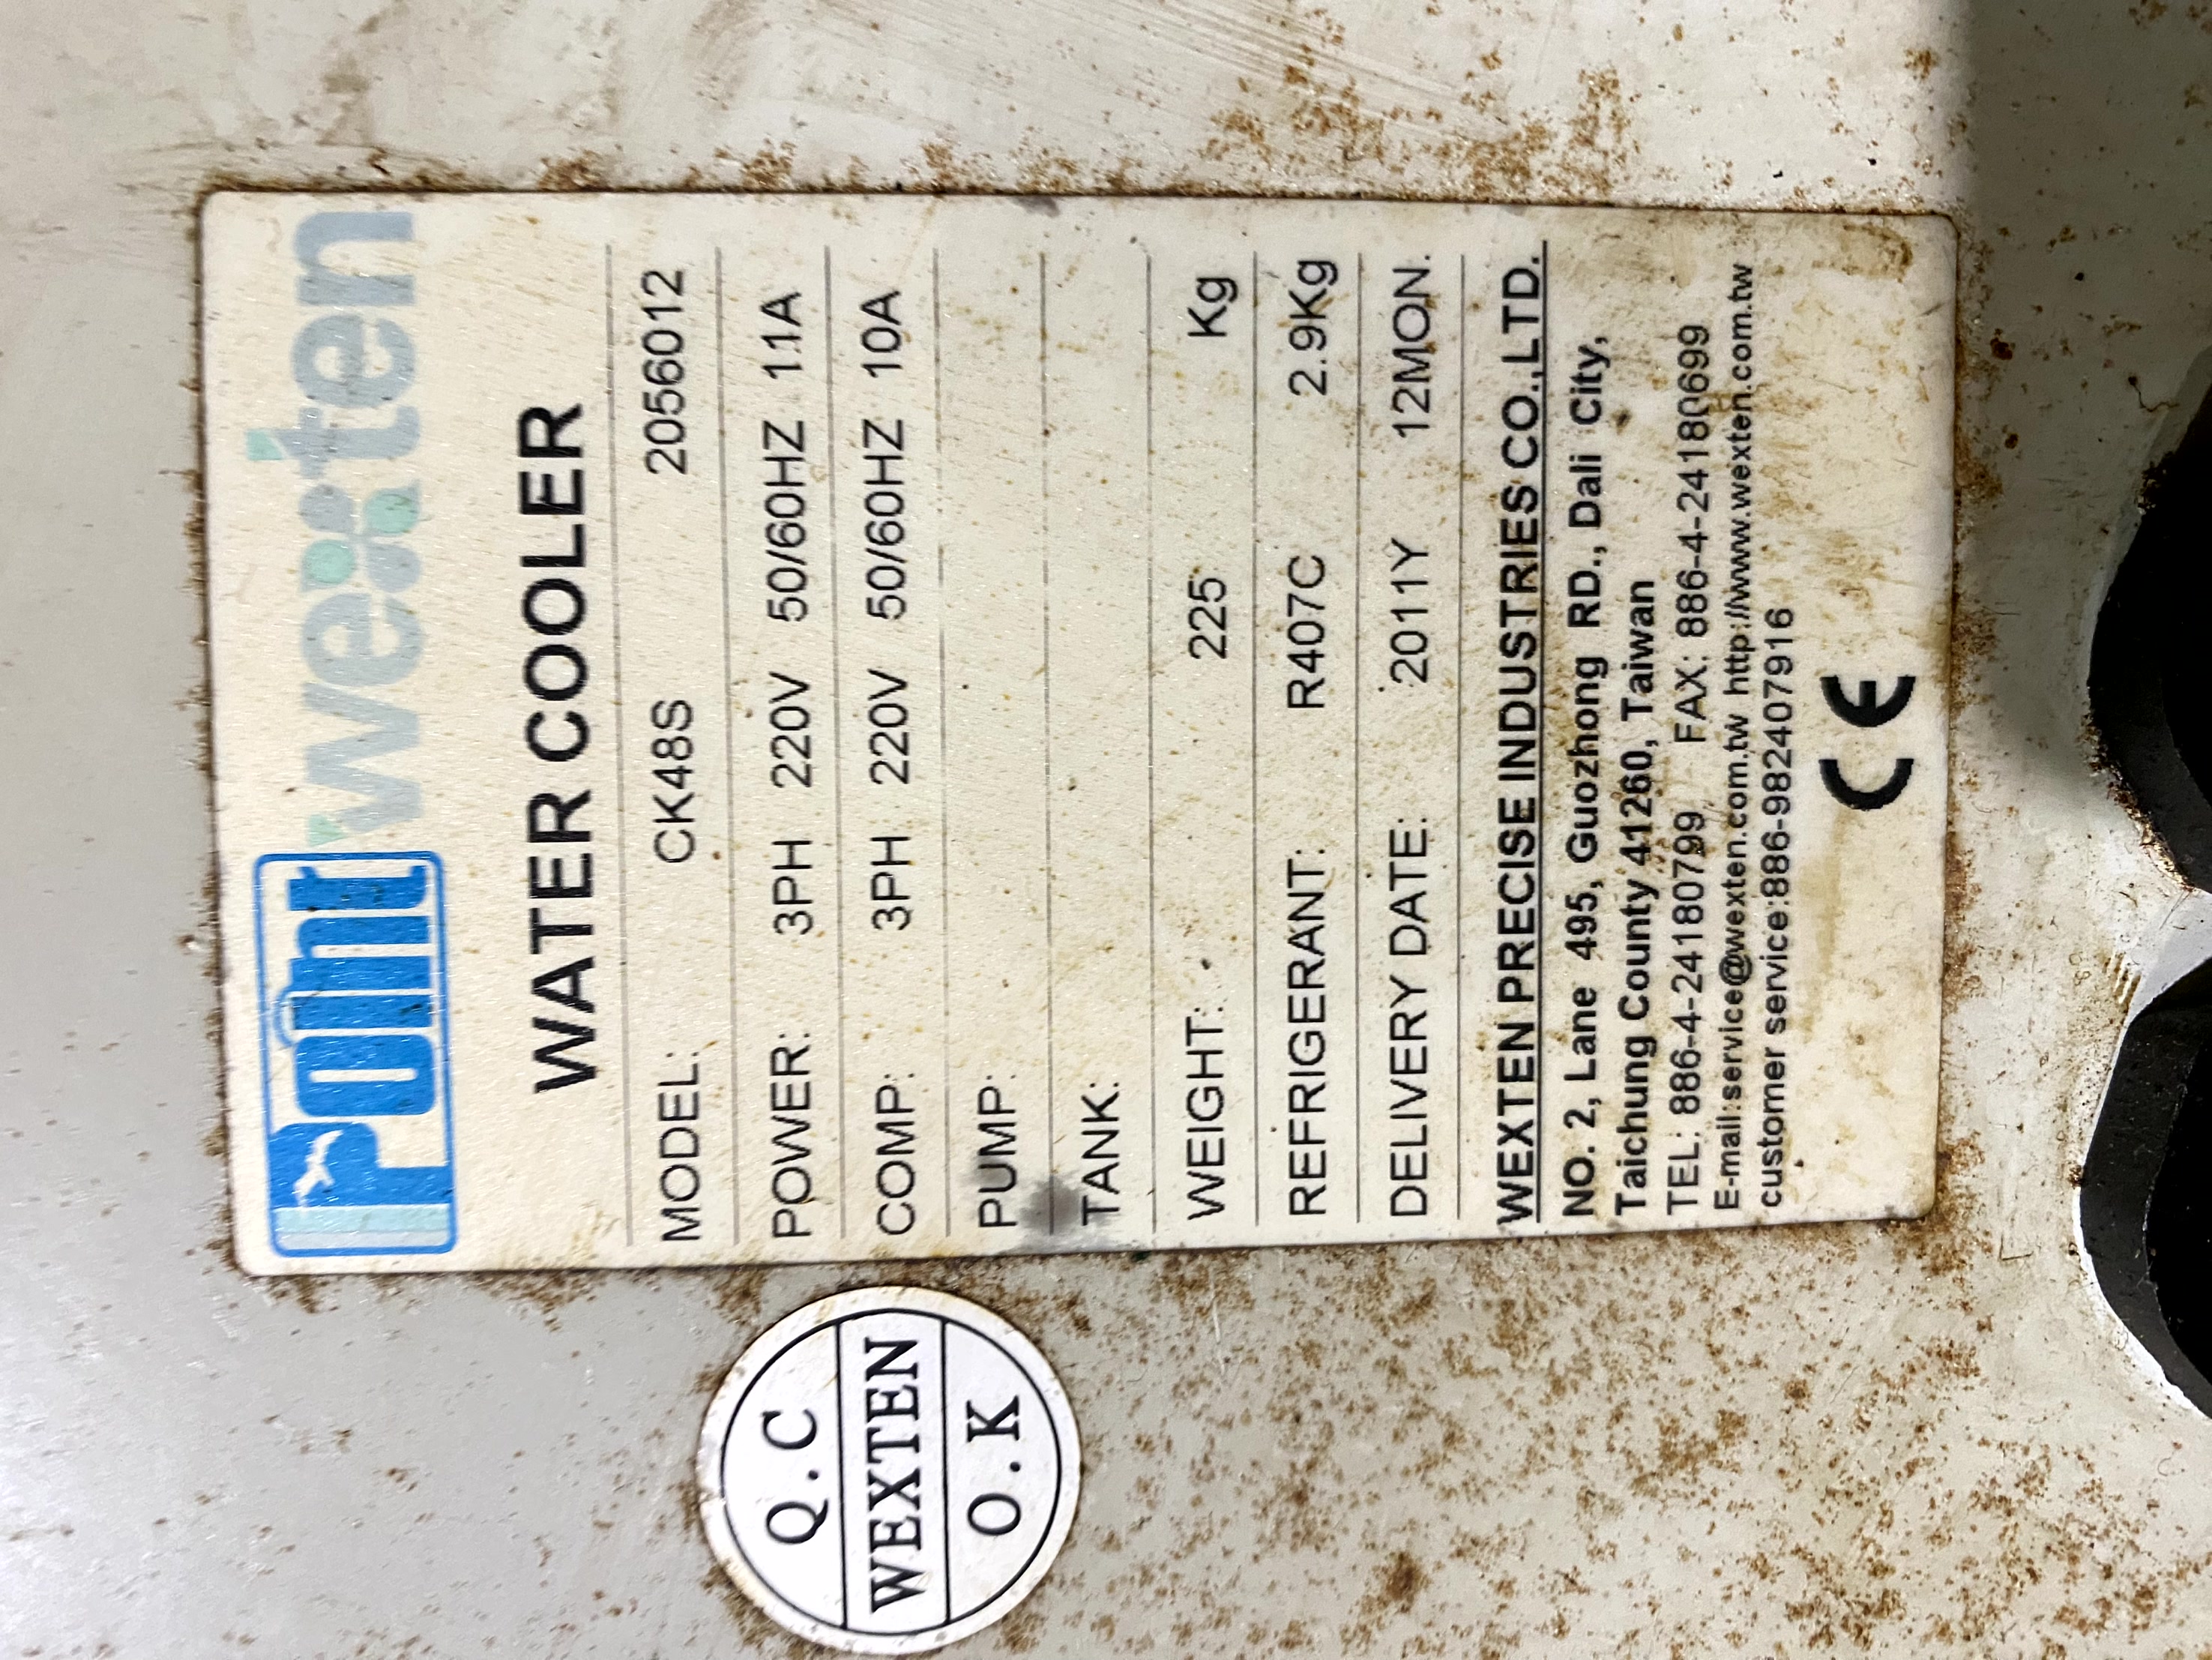 Point wexten
WATER COOLER
MODEL: CK48S 2056012
POWER: 3PH 220V 50/60HZ 11A
COMP: 3PH 220V 50/60HZ 10A
PUMP:
TANK:
WEIGHT: 225 Kg
REFRIGERANT: R407C 2.9Kg
DELIVERY DATE: 2011Y 12MON.
WEXTEN PRECISE INDUSTRIES CO.,LTD.
NO. 2, Lane 495, Guozhong RD., Dali City,
Taichung County 41260, Taiwan
TEL: 886-4-24180799 FAX: 886-4-24180699
E-mail:service@wexten.com.tw http://www.wexten.com.tw
customer service:886-982407916
CE
Q.C
WEXTEN
O.K